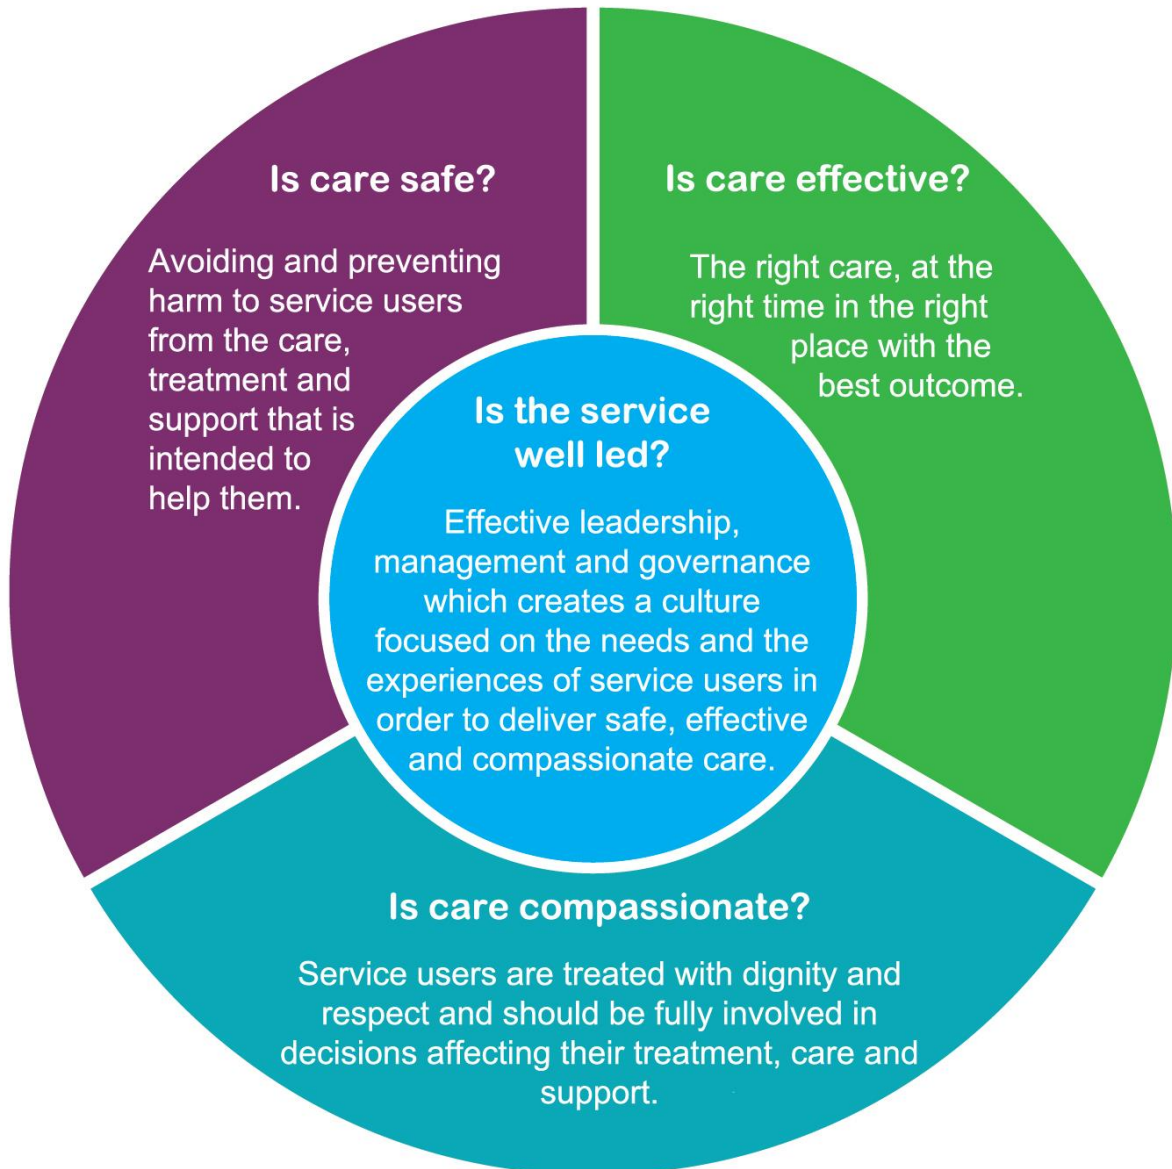 Is care safe?
Avoiding and preventing
harm to service users
from the care,
treatment and
support that is
intended to
help them.
Is care effective?
The right care, at the
right time in the right
place with the
best outcome.
Is the service
well led?
Effective leadership,
management and governance
which creates a culture
focused on the needs and the
experiences of service users in
order to deliver safe, effective
and compassionate care.
Is care compassionate?
Service users are treated with dignity and
respect and should be fully involved in
decisions affecting their treatment, care and
support.